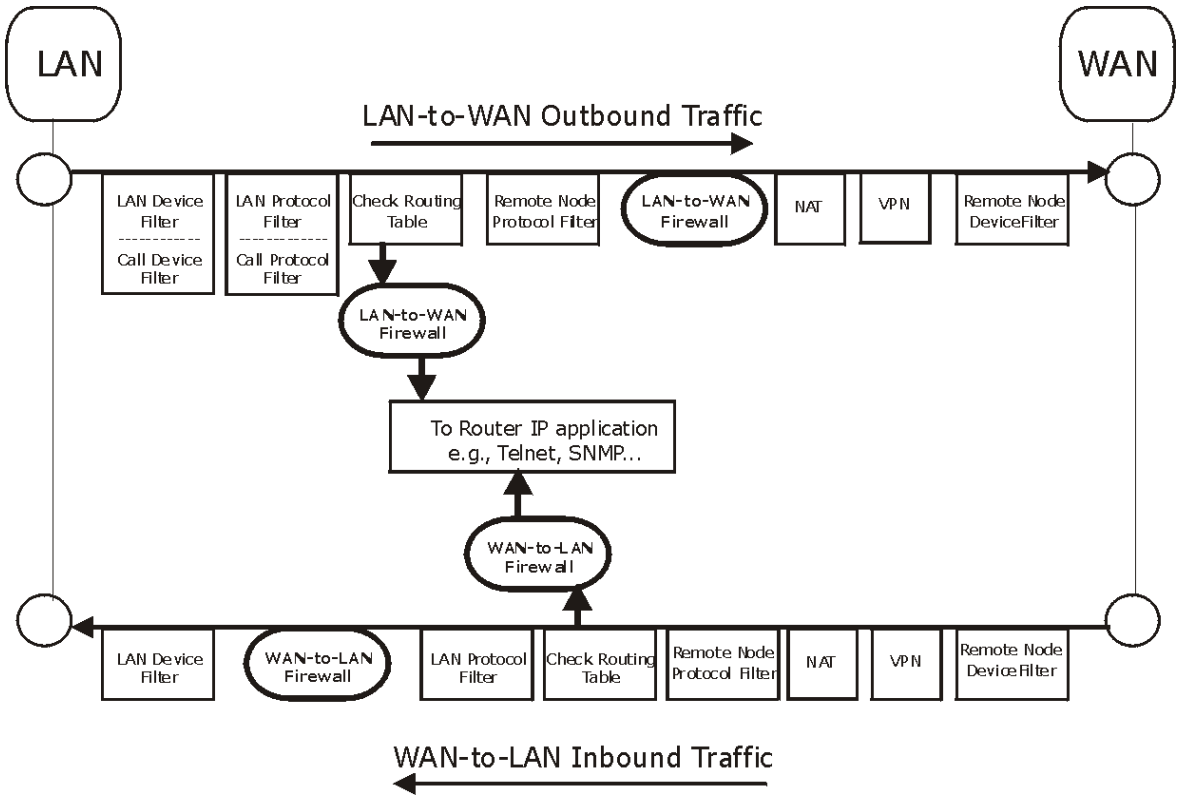 LAN
WAN
LAN-to-WAN Outbound Traffic
LAN Device
Filter
Call Device
Filter
LAN Protocol
Filter
Call Protocol
Filter
Check Routing
Table
Remote Node
Protocol Filter
LAN-to-WAN
Firewall
NAT
VPN
Remote Node
DeviceFilter
LAN-to-WAN
Firewall
To Router IP application
e.g., Telnet, SNMP...
WAN-to-LAN
Firewall
LAN Device
Filter
WAN-to-LAN
Firewall
LAN Protocol
Filter
Check Routing
Table
Remote Node
Protocol Filter
NAT
VPN
Remote Node
DeviceFilter
WAN-to-LAN Inbound Traffic